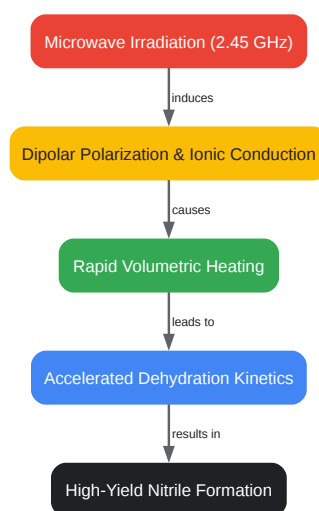 Microwave Irradiation (2.45 GHz)
induces
Dipolar Polarization & Ionic Conduction
causes
Rapid Volumetric Heating
leads to
Accelerated Dehydration Kinetics
results in
High-Yield Nitrile Formation